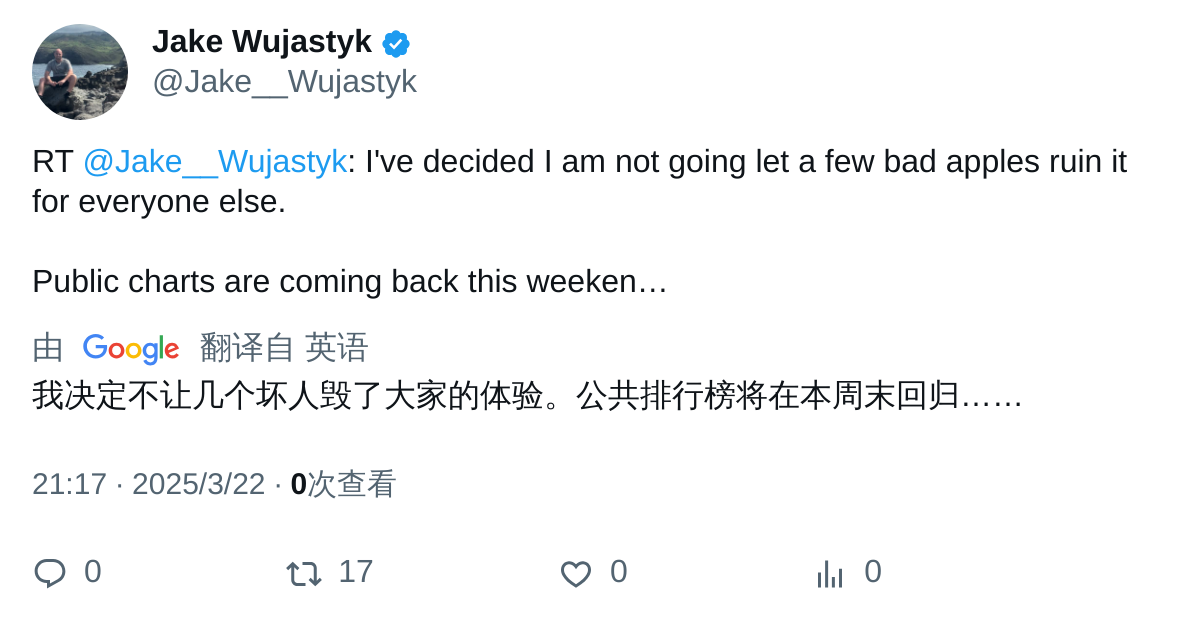 Jake Wujastyk
@Jake__Wujastyk
RT @Jake__Wujastyk: I've decided I am not going let a few bad apples ruin it
for everyone else.
Public charts are coming back this weeken…
由 Google 翻译自 英语
我决定不让几个坏人毁了大家的体验。公共排行榜将在本周末回归……
21:17 · 2025/3/22 · 0次查看
0 17 0 0